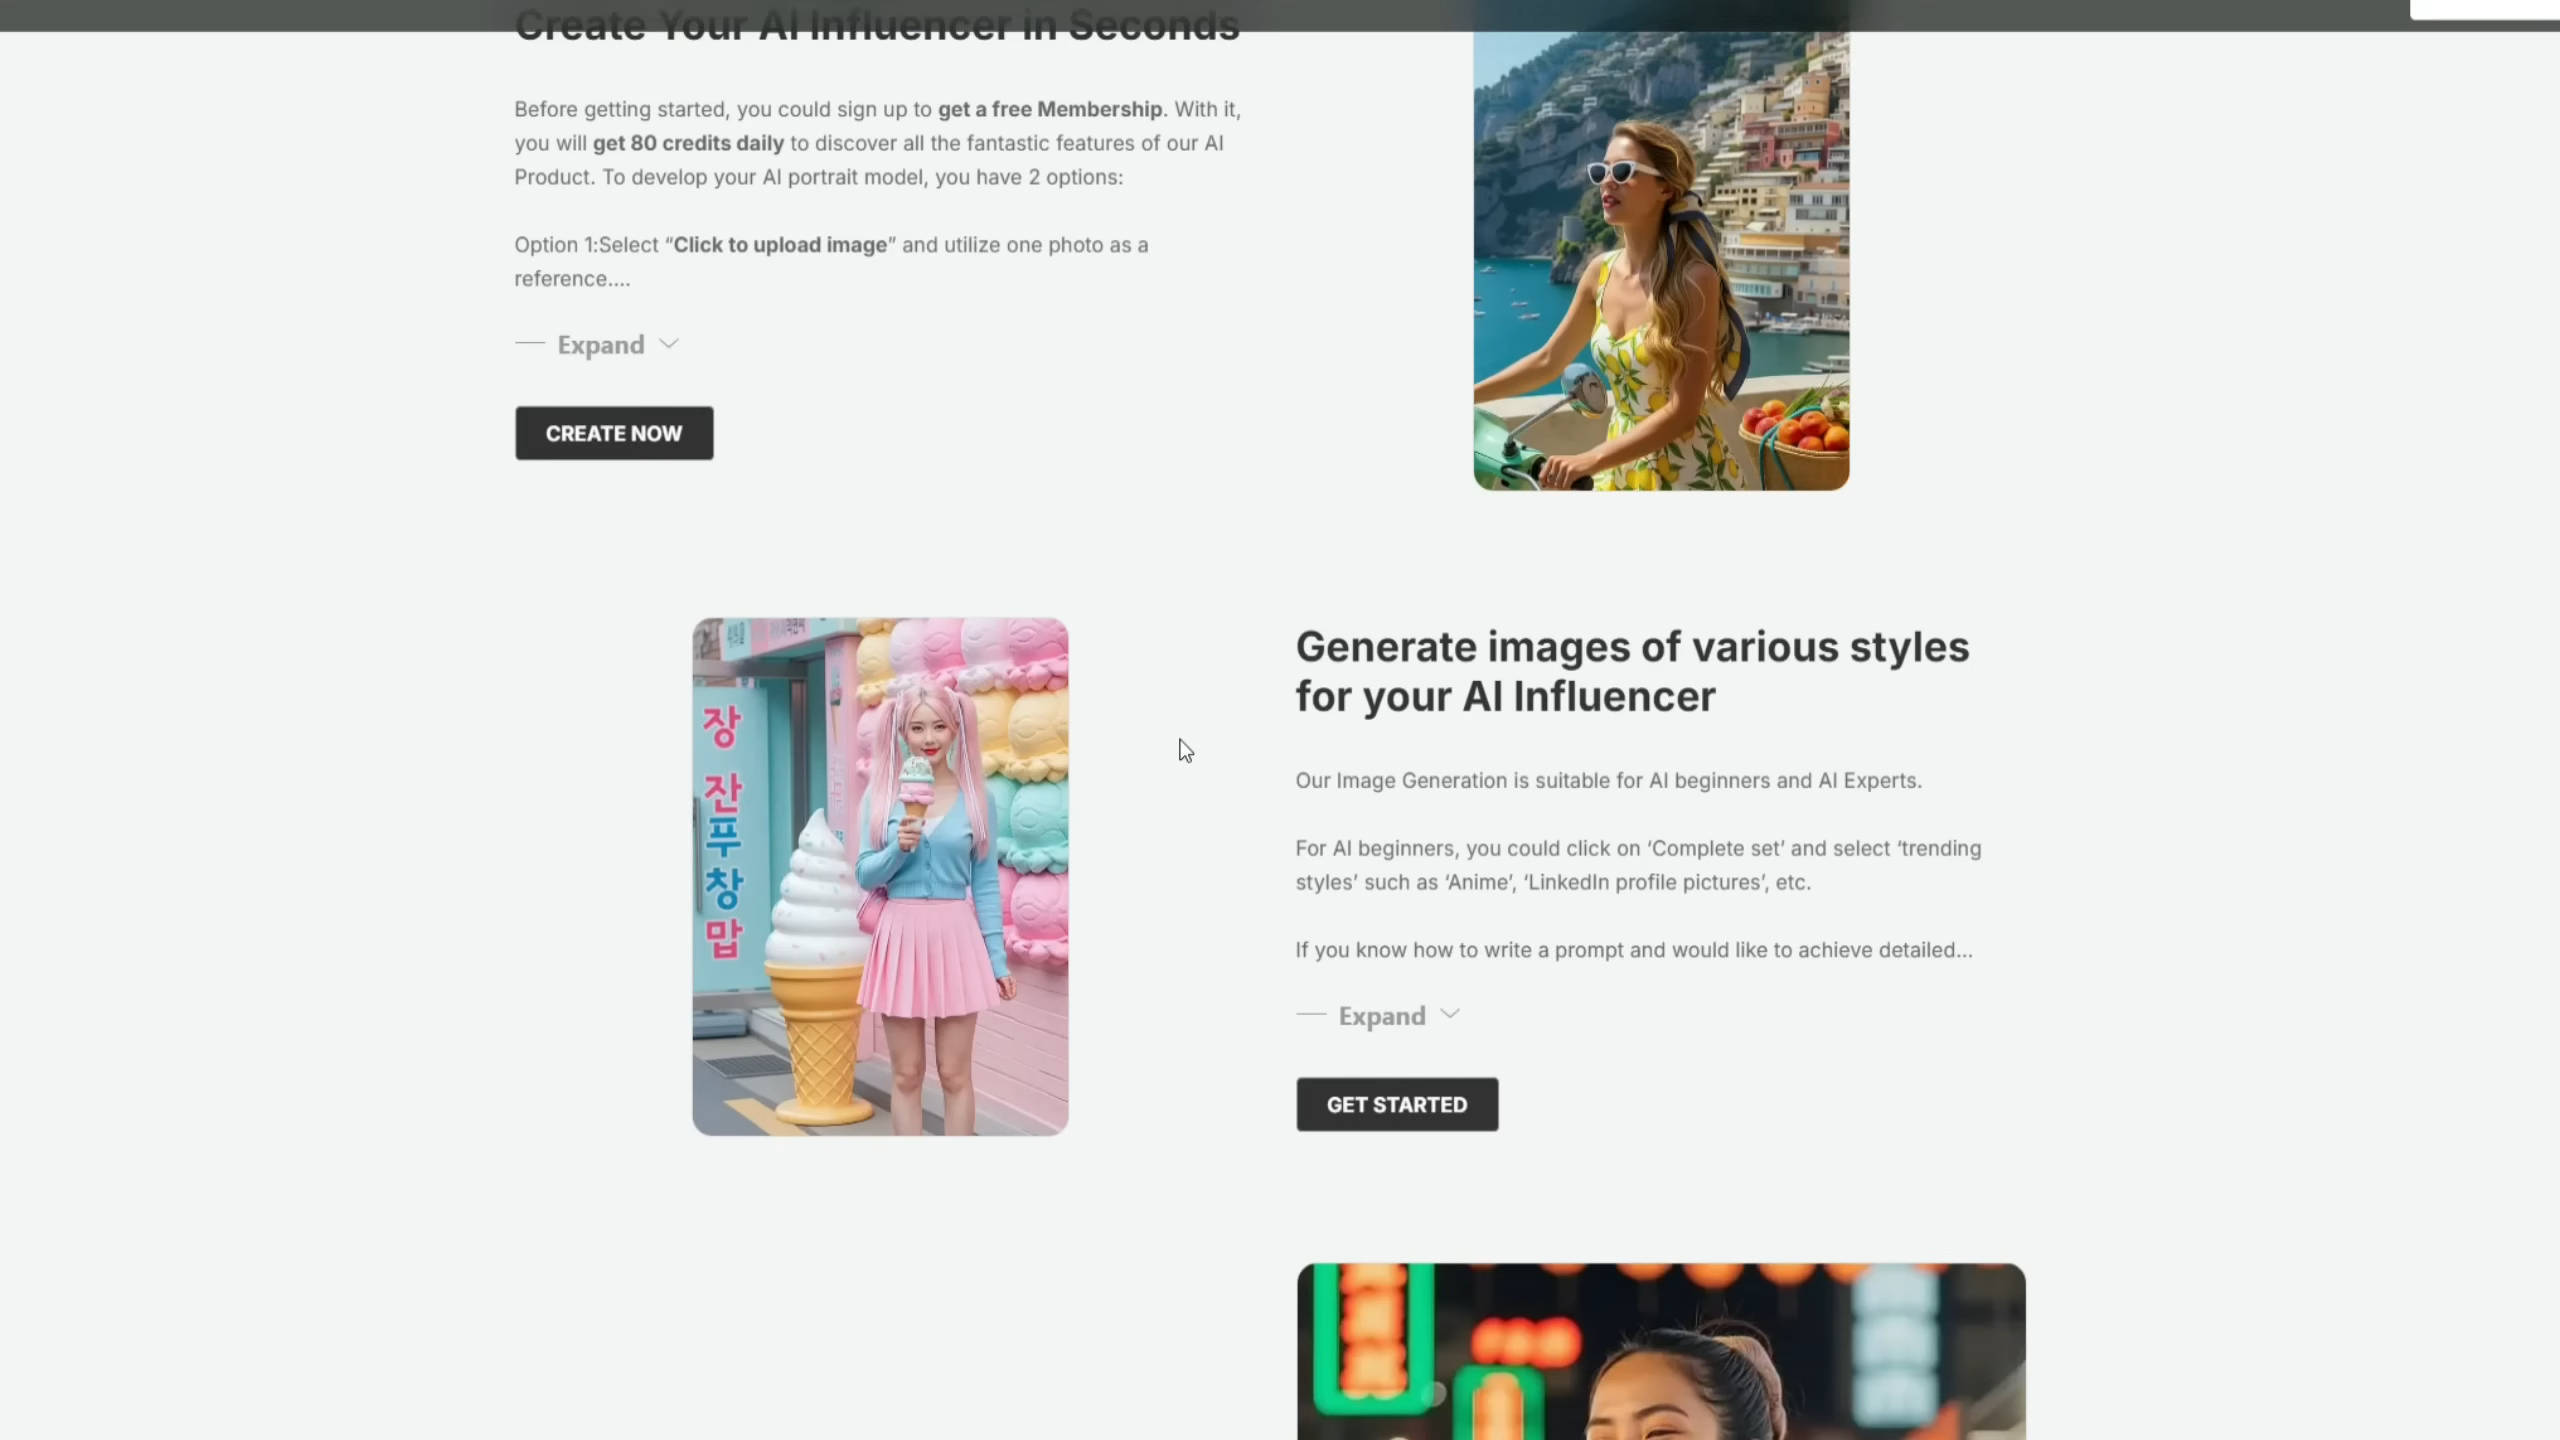 Create Your AI Influencer in Seconds
Before getting started, you could sign up to get a free Membership. With it,
you will get 80 credits daily to discover all the fantastic features of our AI
Product. To develop your AI portrait model, you have 2 options:
Option 1:Select “Click to upload image” and utilize one photo as a
reference....
Expand
CREATE NOW
장
잔
푸
창
맙
Generate images of various styles
for your AI Influencer
Our Image Generation is suitable for AI beginners and AI Experts.
For AI beginners, you could click on ‘Complete set’ and select ‘trending
styles’ such as ‘Anime’, ‘LinkedIn profile pictures’, etc.
If you know how to write a prompt and would like to achieve detailed...
Expand
GET STARTED